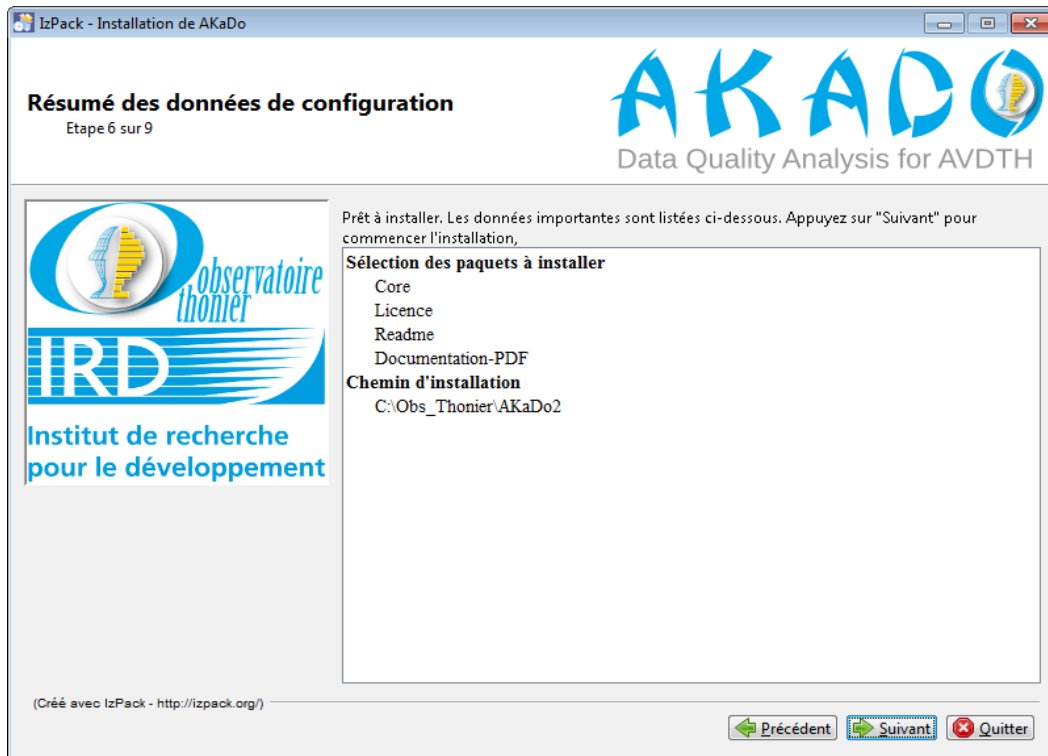 IzPack - Installation de AKaDo
Résumé des données de configuration
Etape 6 sur 9
AKADO
Data Quality Analysis for AVDTH
Observatoire
thonier
IRD
Institut de recherche
pour le développement
Prêt à installer. Les données importantes sont listées ci-dessous. Appuyez sur "Suivant" pour
commencer l'installation,
Sélection des paquets à installer
Core
Licence
Readme
Documentation-PDF
Chemin d'installation
C:\Obs_Thonier\AKaDo2
(Créé avec IzPack - http://izpack.org/)
Précédent
Suivant
Quitter